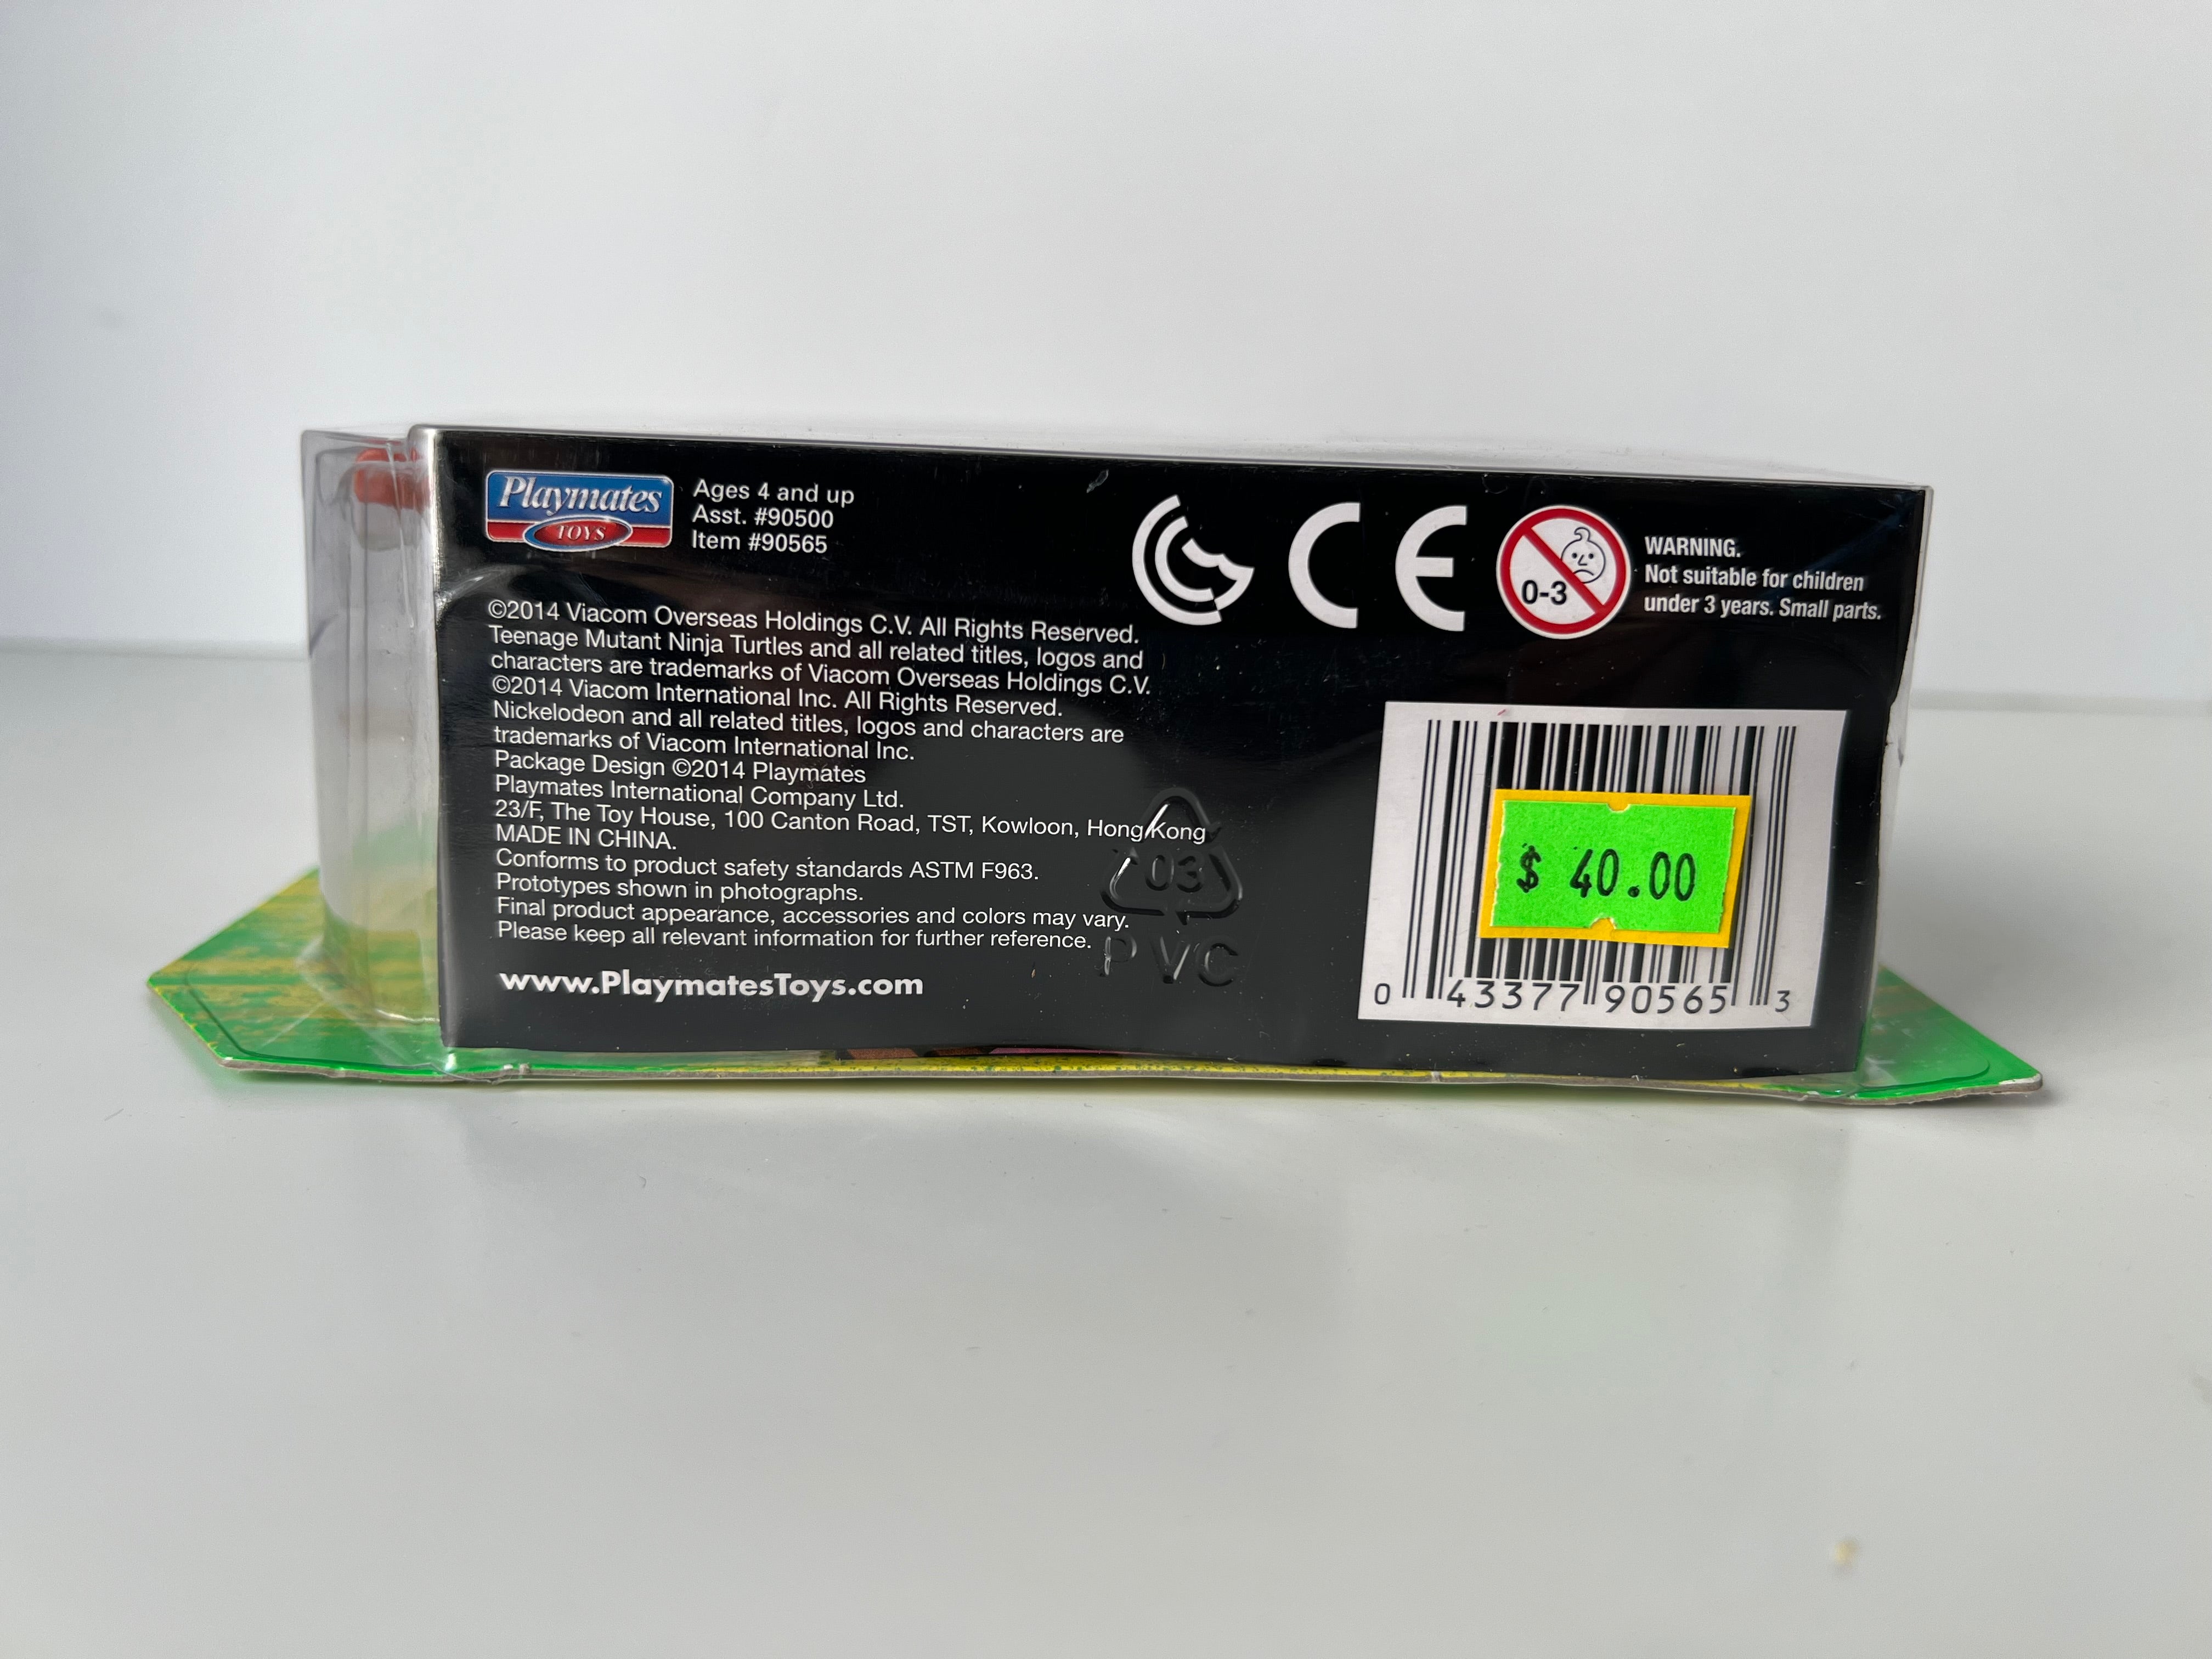 Playmates
TOYS
Ages 4 and up
Asst. #90500
Item #90565
©2014 Viacom Overseas Holdings C.V. All Rights Reserved.
Teenage Mutant Ninja Turtles and all related titles, logos and
characters are trademarks of Viacom Overseas Holdings C.V.
©2014 Viacom International Inc. All Rights Reserved.
Nickelodeon and all related titles, logos and characters are
trademarks of Viacom International Inc.
Package Design ©2014 Playmates
Playmates International Company Ltd.
23/F, The Toy House, 100 Canton Road, TST, Kowloon, Hong Kong
MADE IN CHINA.
Conforms to product safety standards ASTM F963.
Prototypes shown in photographs.
Final product appearance, accessories and colors may vary.
Please keep all relevant information for further reference.
www.PlaymatesToys.com
03
PVC
CE
0-3
WARNING.
Not suitable for children
under 3 years. Small parts.
$ 40.00
0 43377 90565 3